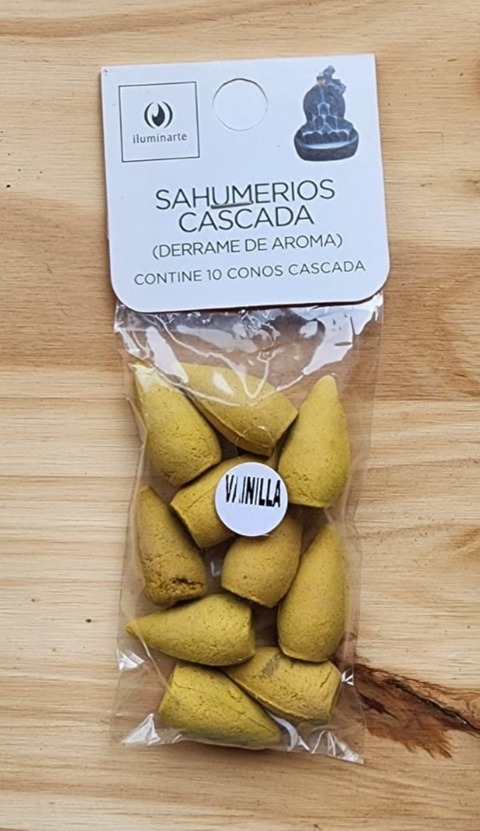 iluminarte
SAHUMERIOS
CASCADA
(DERRAME DE AROMA)
CONTINE 10 CONOS CASCADA
VAINILLA